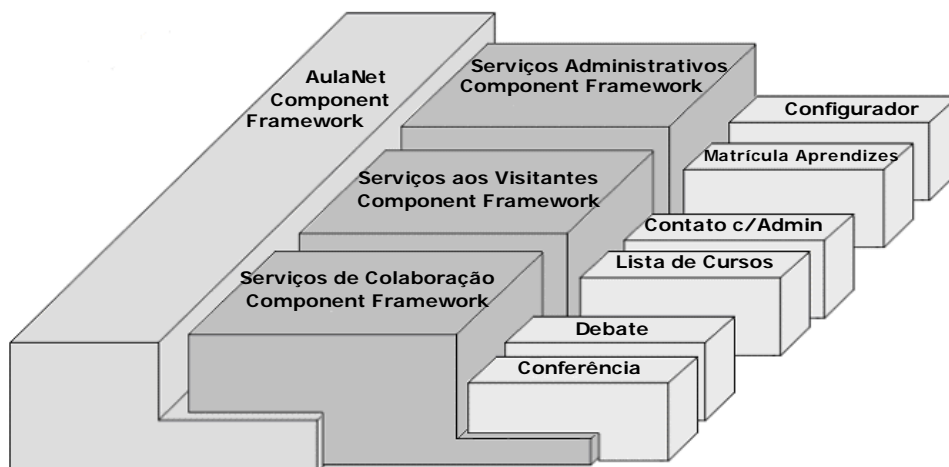 AulaNet
Component
Framework
Serviços Administrativos
Component Framework
Configurador
Matrícula Aprendizes
Serviços aos Visitantes
Component Framework
Contato c/Admin
Lista de Cursos
Serviços de Colaboração
Component Framework
Debate
Conferência